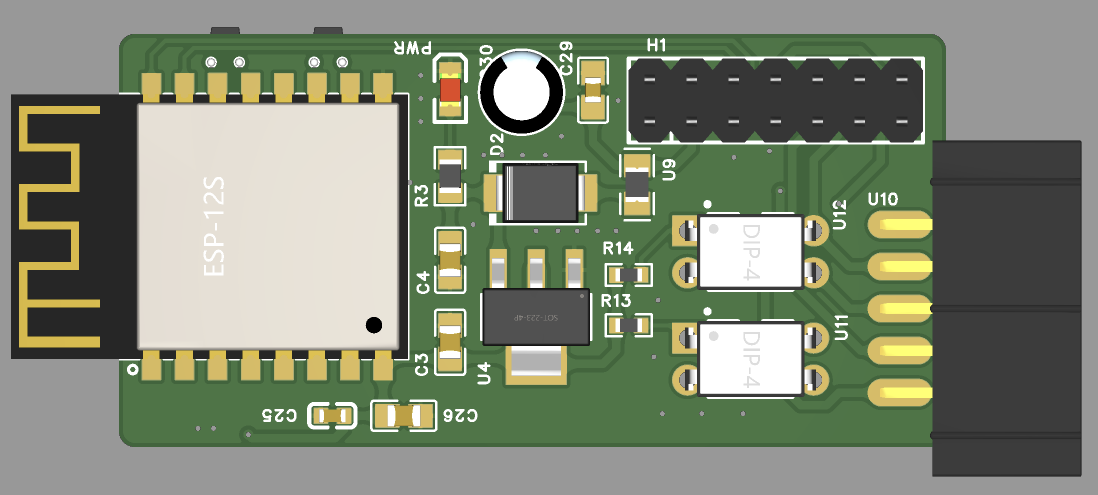 PWR
C30
C29
H1
D2
U9
R3
ESP-12S
U12
U10
DIP-4
R14
C4
R13
SOT-223-4P
U11
DIP-4
C3
U4
C25
C26